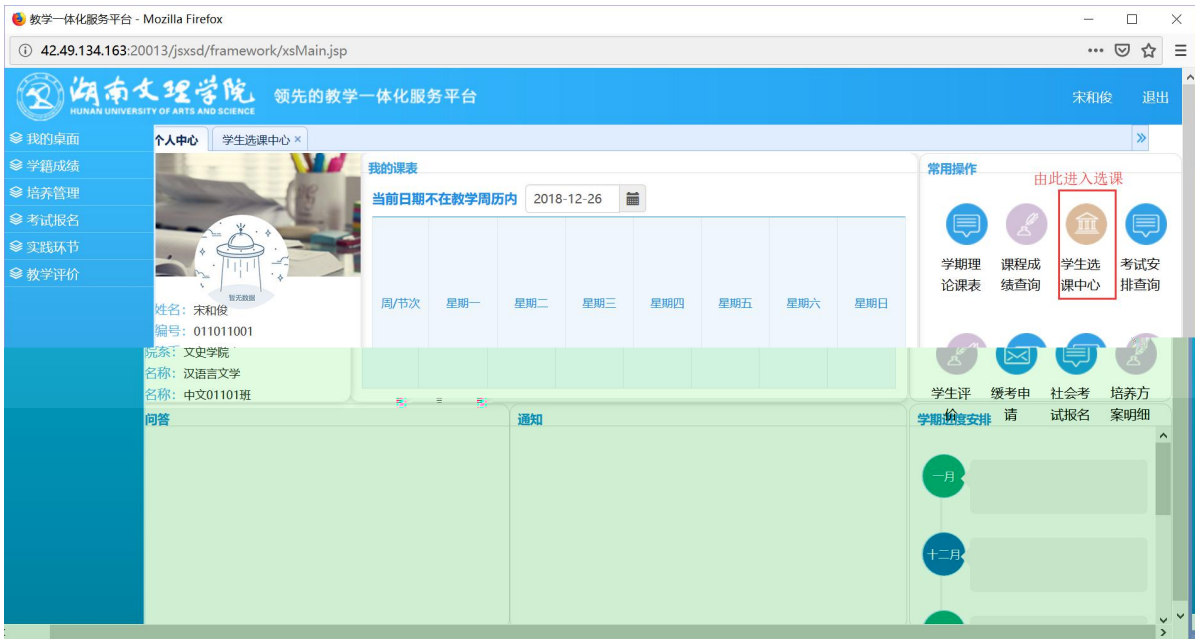 教学一体化服务平台 - Mozilla Firefox
42.49.134.163:20013/jsxsd/framework/xsMain.jsp
湖南文理学院
HUNAN UNIVERSITY OF ARTS AND SCIENCE
领先的教学一体化服务平台
宋和俊 退出
我的桌面
学籍成绩
培养管理
考试报名
实践环节
教学评价
个人中心 学生选课中心
暂无数据
姓名：宋和俊
编号：011011001
院系：文史学院
名称：汉语言文学
名称：中文01101班
我的课表
当前日期不在教学周历内 2018-12-26
周/节次 星期一 星期二 星期三 星期四 星期五 星期六 星期日
常用操作
由此进入选课
学期理论课表
课程成绩查询
学生选课中心
考试安排查询
学生评价
缓考申请
社会考试报名
培养方案明细
问答
通知
学期进度安排
一月
十二月